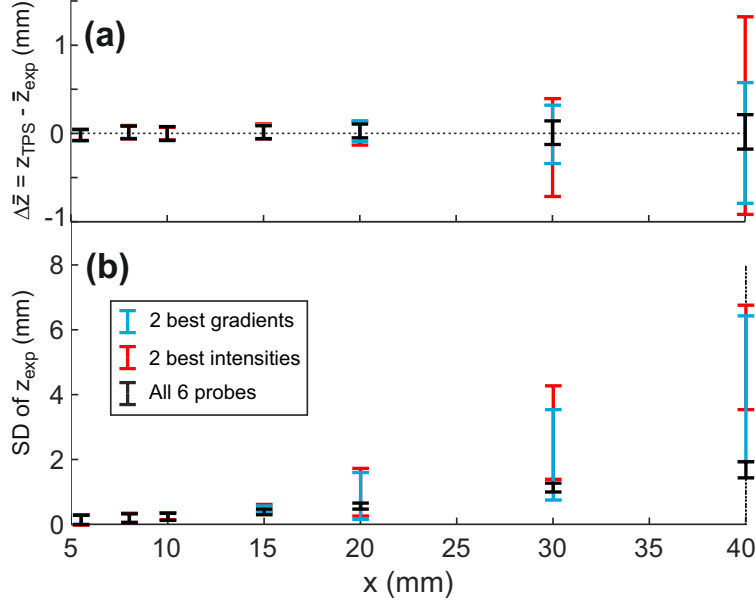 (a)
Δz̄ = z_TPS - z̄_exp (mm)
1
0
-1
(b)
SD of z_exp (mm)
8
6
4
2
0
2 best gradients
2 best intensities
All 6 probes
5 10 15 20 25 30 35 40
x (mm)